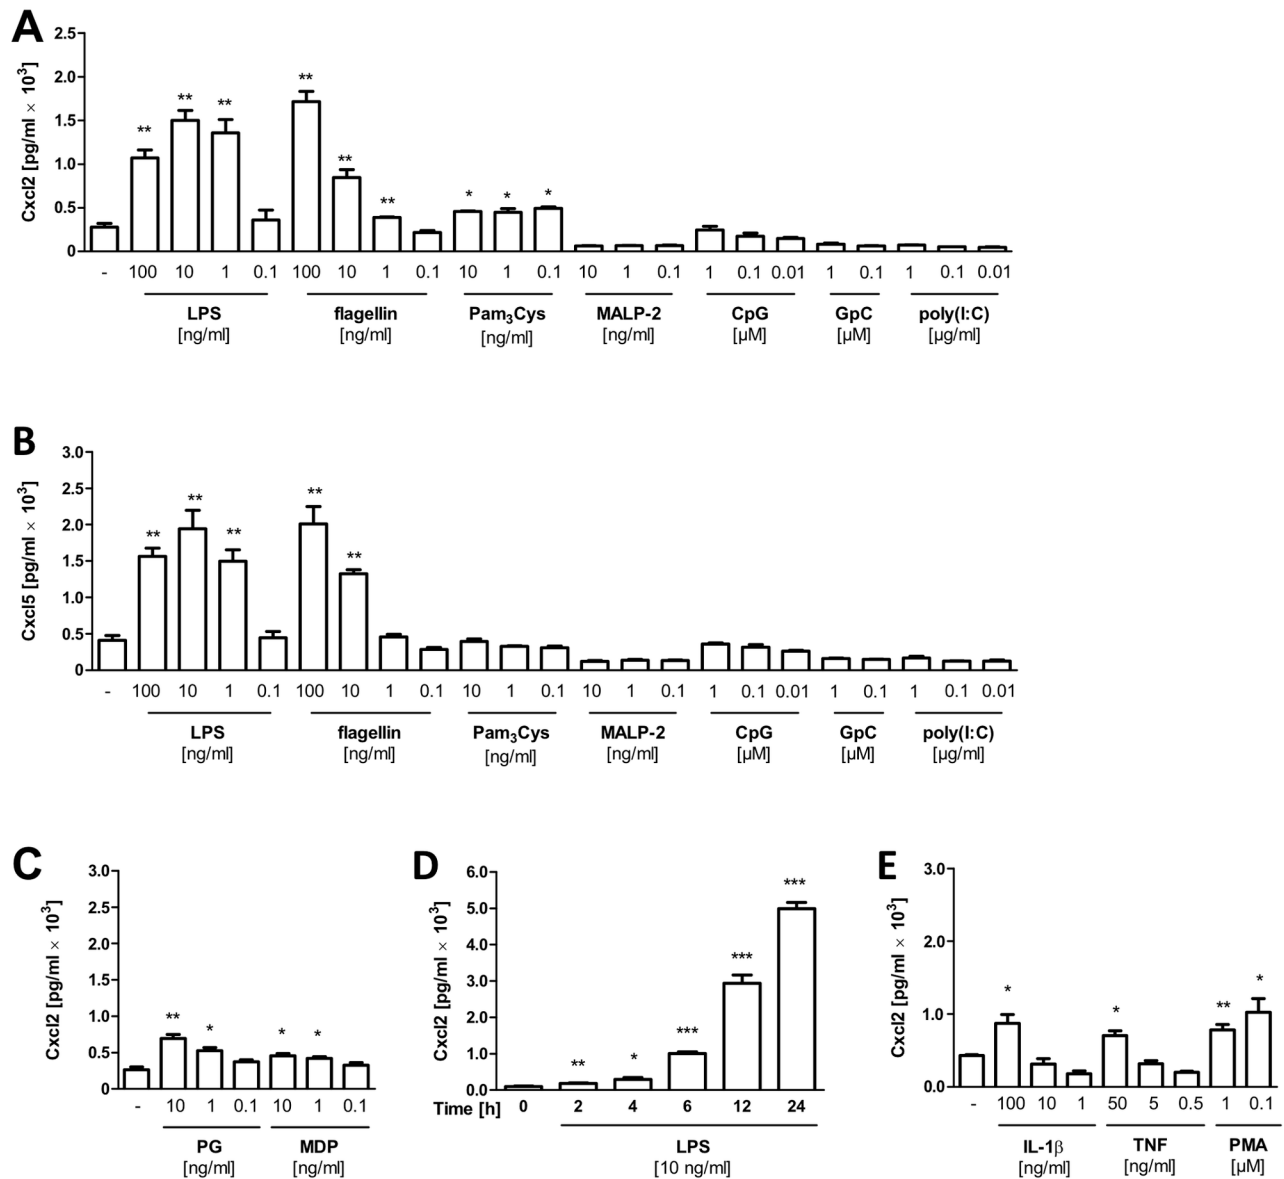 A
Cxcl2 [pg/ml × 10³]
2.5
2.0
1.5
1.0
0.5
0
** ** ** ** ** ** * * *
- 100 10 1 0.1 100 10 1 0.1 10 1 0.1 10 1 0.1 1 0.1 0.01 1 0.1 1 0.1 0.01
LPS flagellin Pam₃Cys MALP-2 CpG GpC poly(I:C)
[ng/ml] [ng/ml] [ng/ml] [ng/ml] [µM] [µM] [µg/ml]
B
Cxcl5 [pg/ml × 10³]
3.0
2.5
2.0
1.5
1.0
0.5
0
** ** ** ** **
- 100 10 1 0.1 100 10 1 0.1 10 1 0.1 10 1 0.1 1 0.1 0.01 1 0.1 1 0.1 0.01
LPS flagellin Pam₃Cys MALP-2 CpG GpC poly(I:C)
[ng/ml] [ng/ml] [ng/ml] [ng/ml] [µM] [µM] [µg/ml]
C
Cxcl2 [pg/ml × 10³]
3.0
2.5
2.0
1.5
1.0
0.5
0
** * * *
- 10 1 0.1 10 1 0.1
PG MDP
[ng/ml] [ng/ml]
D
Cxcl2 [pg/ml × 10³]
6.0
5.0
4.0
3.0
2.0
1.0
0.0
** * *** *** ***
Time [h] 0 2 4 6 12 24
LPS
[10 ng/ml]
E
Cxcl2 [pg/ml × 10³]
3.0
2.0
1.0
0.0
* * ** *
- 100 10 1 50 5 0.5 1 0.1
IL-1β TNF PMA
[ng/ml] [ng/ml] [µM]